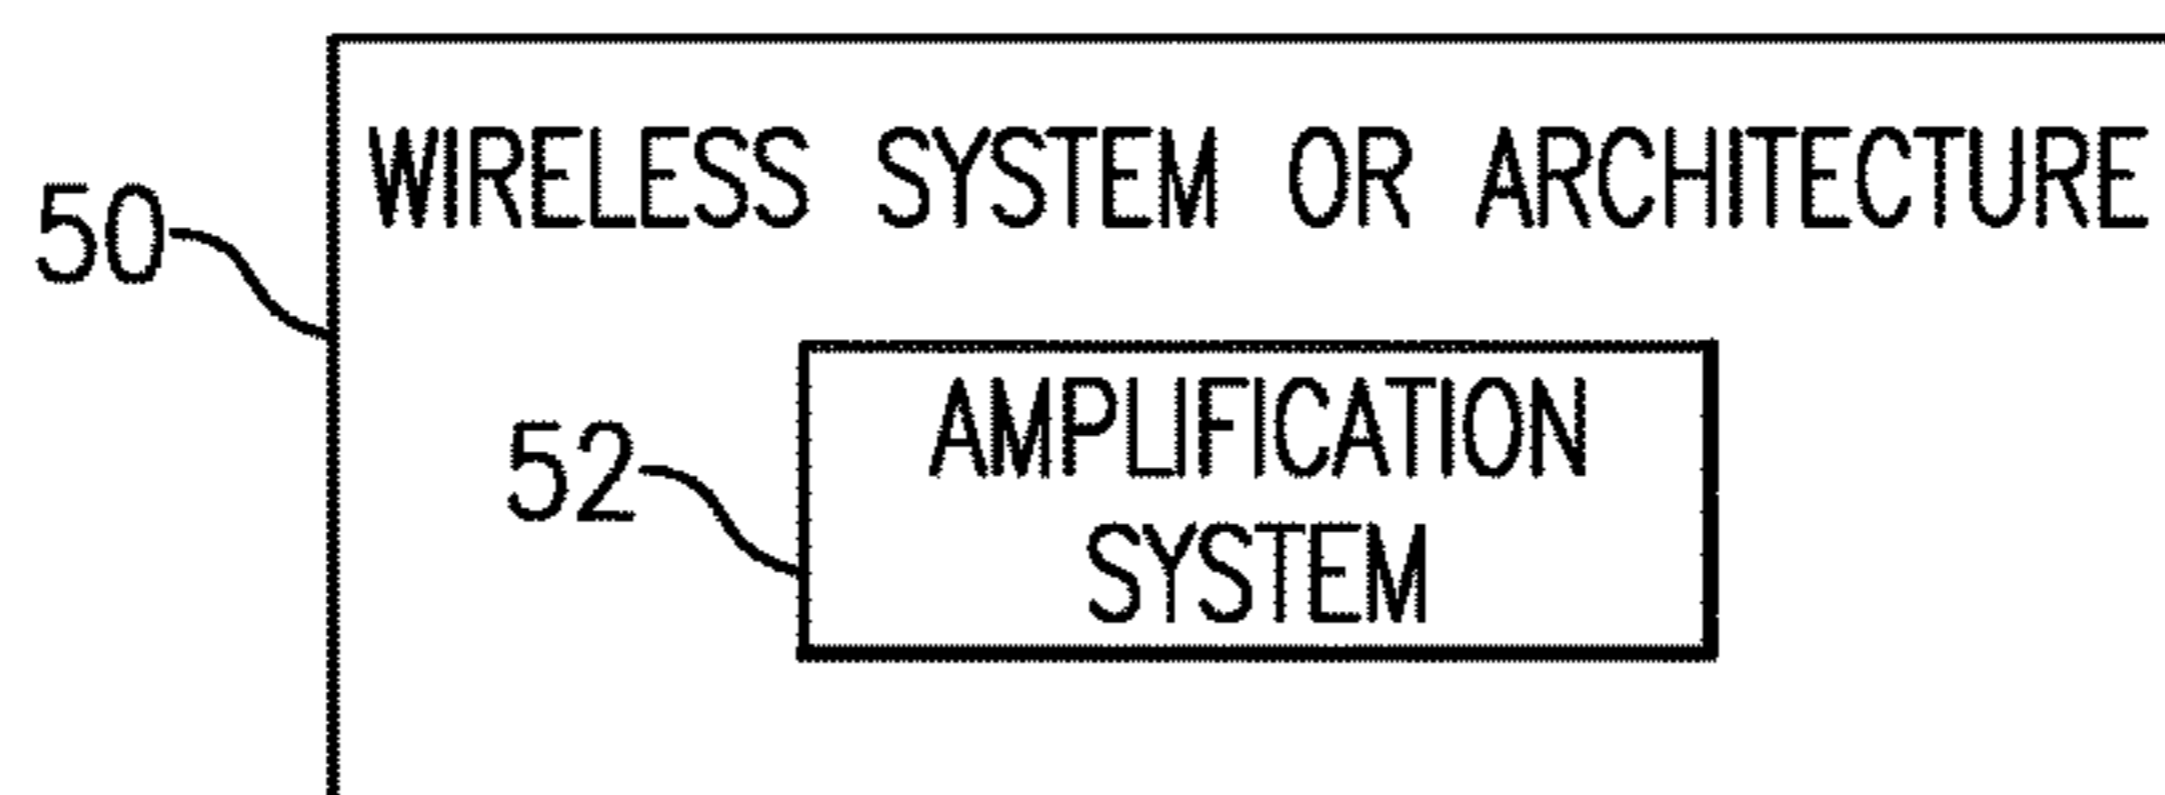 WIRELESS SYSTEM OR ARCHITECTURE
50
AMPLIFICATION
52
SYSTEM